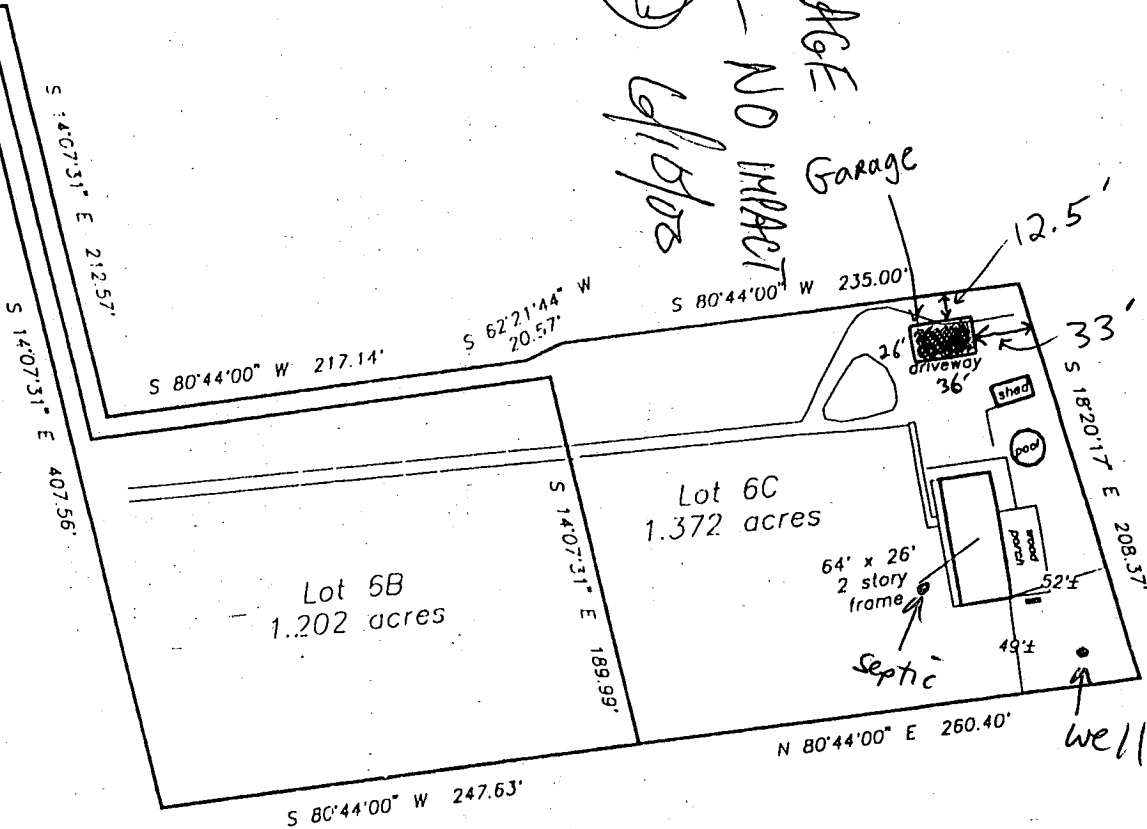 NO IMPACT
Garage
12.5'
33'
S 14°07'31" E 212.57'
S 14°07'31" E 407.56'
S 80°44'00" W 217.14'
S 62°21'44" W
20.57'
S 80°44'00" W 235.00'
26'
driveway
36'
shed
pool
S 18°20'17" E 208.37'
Lot 6C
1.372 acres
S 14°07'31" E 189.99'
64' x 26'
2 story
frame
wood
porch
52'±
49'±
Lot 6B
1.202 acres
Septic
well
N 80°44'00" E 260.40'
S 80°44'00" W 247.63'